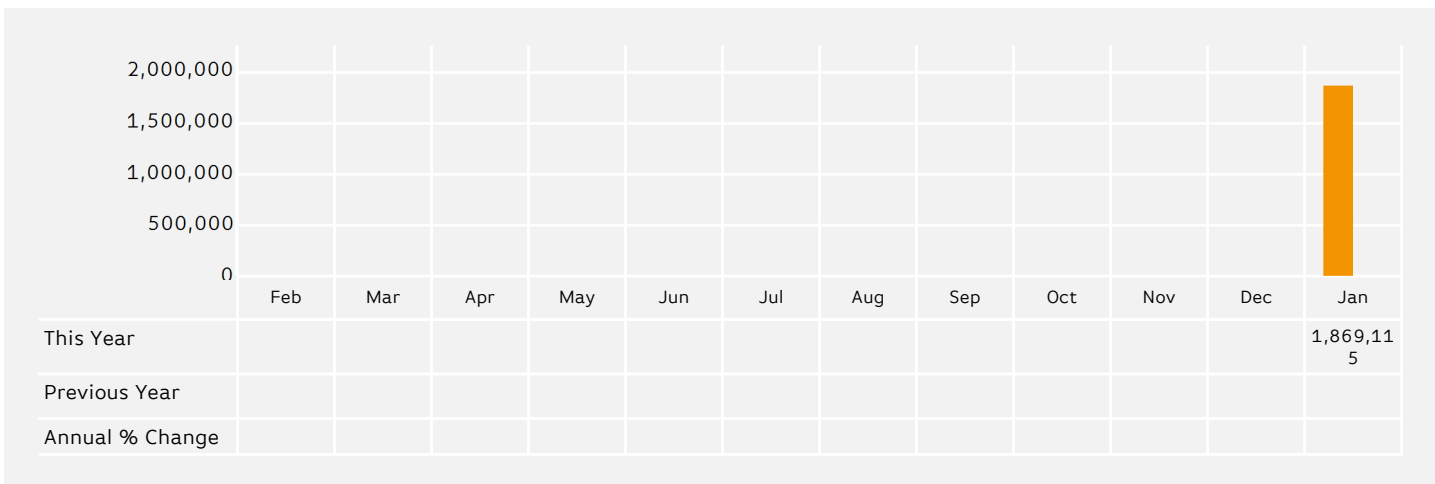 2,000,000
1,500,000
1,000,000
500,000
0
Feb Mar Apr May Jun Jul Aug Sep Oct Nov Dec Jan
This Year 1,869,11
5
Previous Year
Annual % Change